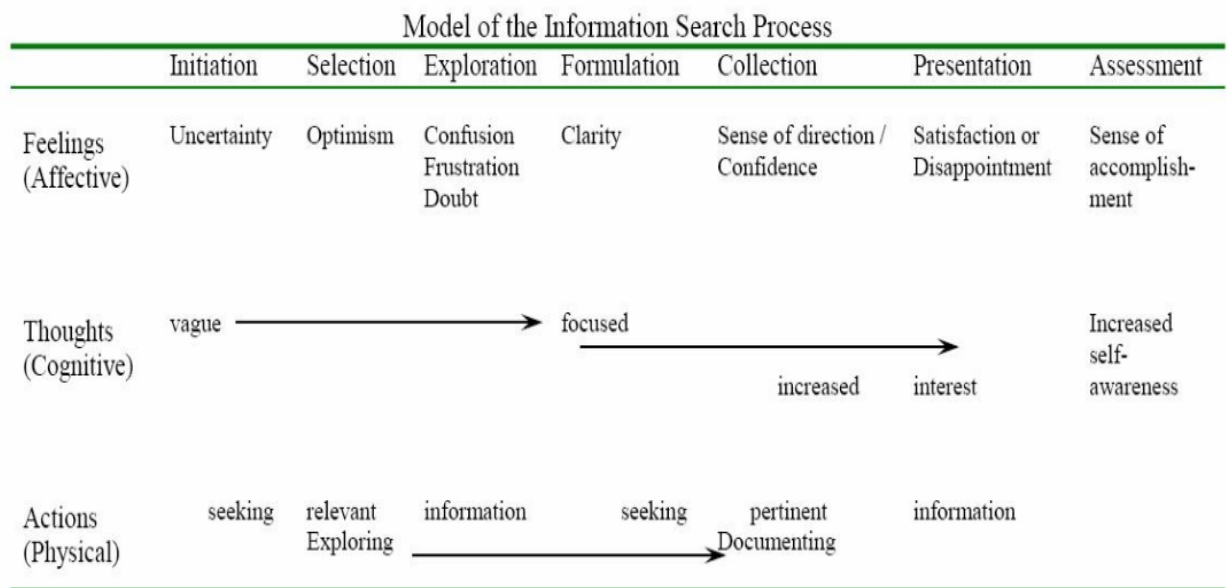 Model of the Information Search Process
Initiation Selection Exploration Formulation Collection Presentation Assessment
Feelings (Affective)
Uncertainty
Optimism
Confusion
Frustration
Doubt
Clarity
Sense of direction /
Confidence
Satisfaction or
Disappointment
Sense of
accomplish-
ment
Thoughts
(Cognitive)
vague
focused
increased interest
Increased
self-
awareness
Actions
(Physical)
seeking relevant information seeking pertinent information
Exploring Documenting